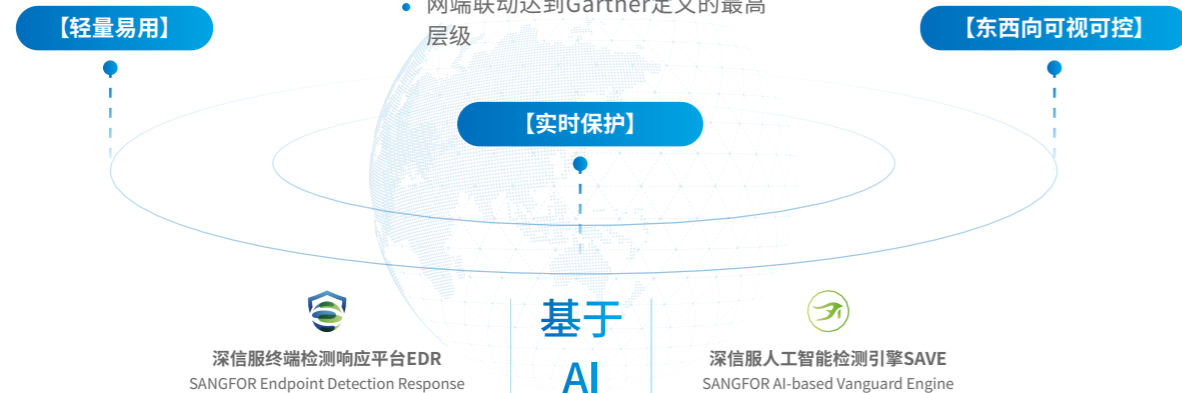 网端联动达到Gartner定义的最高
层级
【轻量易用】
【东西向可视可控】
【实时保护】
基于
AI
深信服终端检测响应平台EDR
SANGFOR Endpoint Detection Response
深信服人工智能检测引擎SAVE
SANGFOR AI-based Vanguard Engine